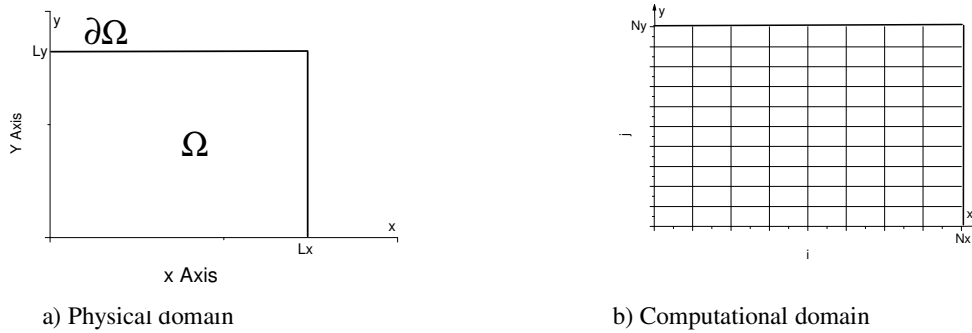 y
∂Ω
Ly
Y Axis
Ω
x
Lx
x Axis
a) Physical domain
y
Ny
j
x
Nx
i
b) Computational domain